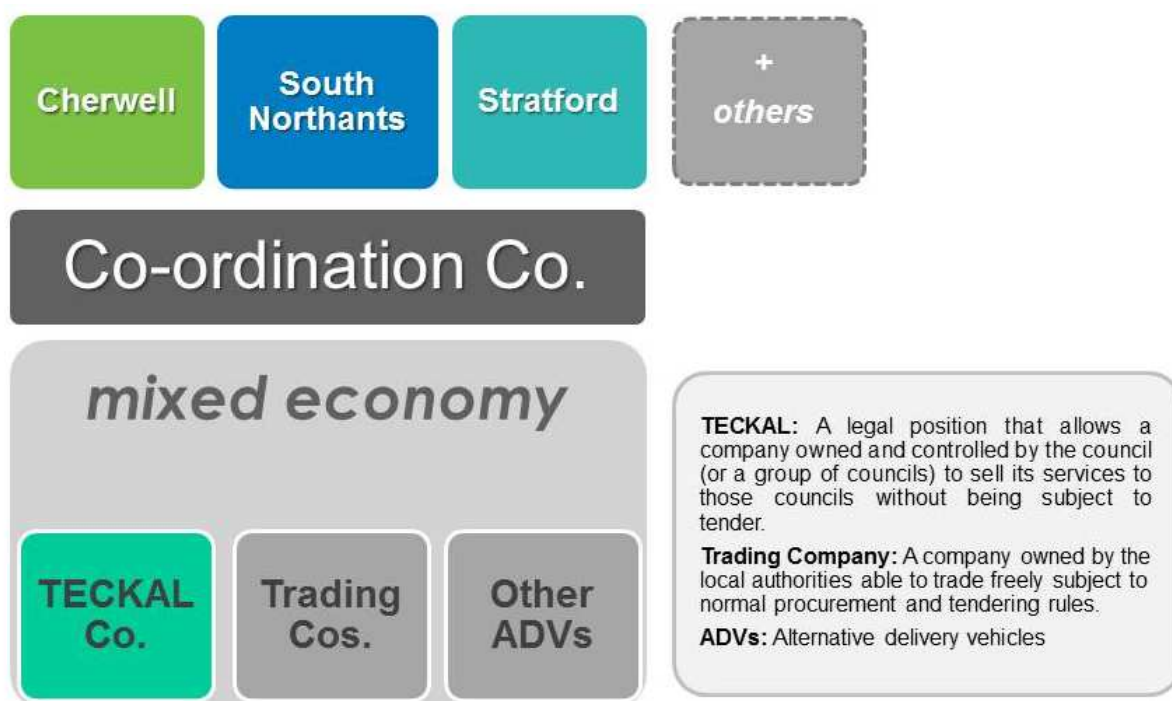 Cherwell
South
Northants
Stratford
+
others
Co-ordination Co.
mixed economy
TECKAL
Co.
Trading
Cos.
Other
ADVs
TECKAL: A legal position that allows a
company owned and controlled by the council
(or a group of councils) to sell its services to
those councils without being subject to
tender.
Trading Company: A company owned by the
local authorities able to trade freely subject to
normal procurement and tendering rules.
ADVs: Alternative delivery vehicles